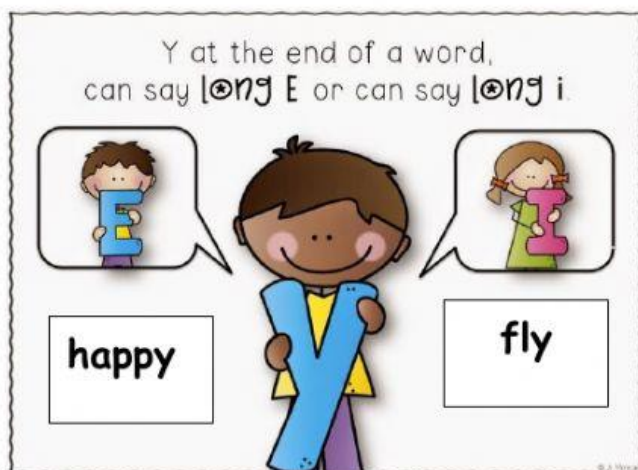 Y at the end of a word,
can say long E or can say long i.
E
I
y
happy
fly